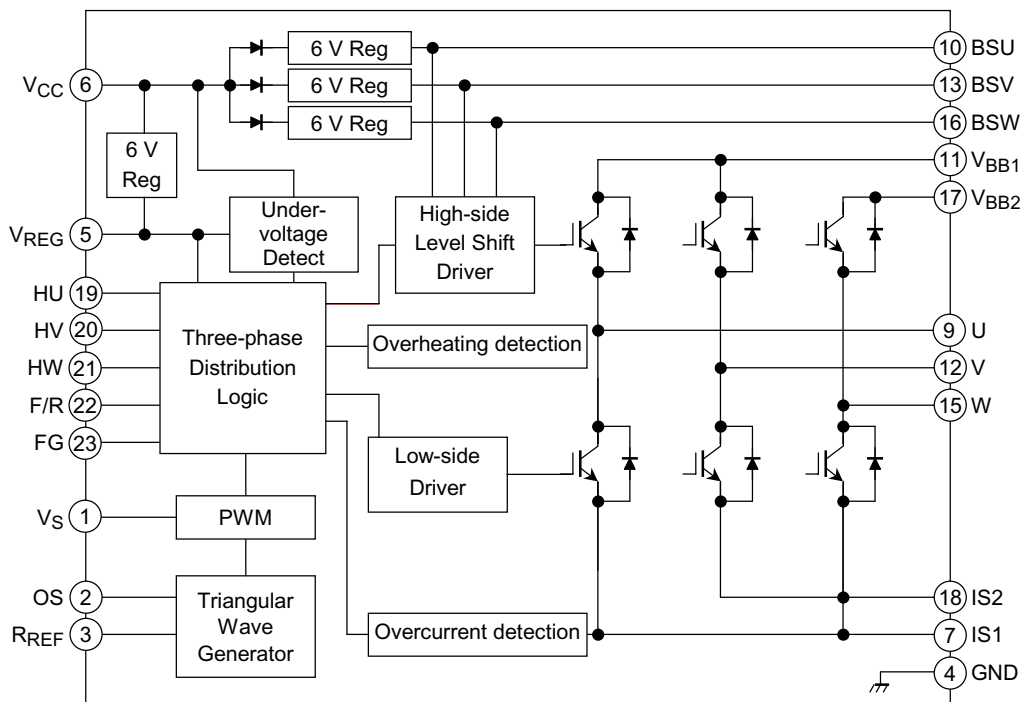 6 V Reg
10 BSU
VCC 6
6 V Reg
13 BSV
6 V Reg
16 BSW
6 V
Reg
11 VBB1
17 VBB2
VREG 5
Under-
voltage
Detect
High-side
Level Shift
Driver
HU 19
HV 20
HW 21
F/R 22
FG 23
Three-phase
Distribution
Logic
Overheating detection
9 U
12 V
15 W
Low-side
Driver
VS 1
PWM
OS 2
RREF 3
Triangular
Wave
Generator
Overcurrent detection
18 IS2
7 IS1
4 GND